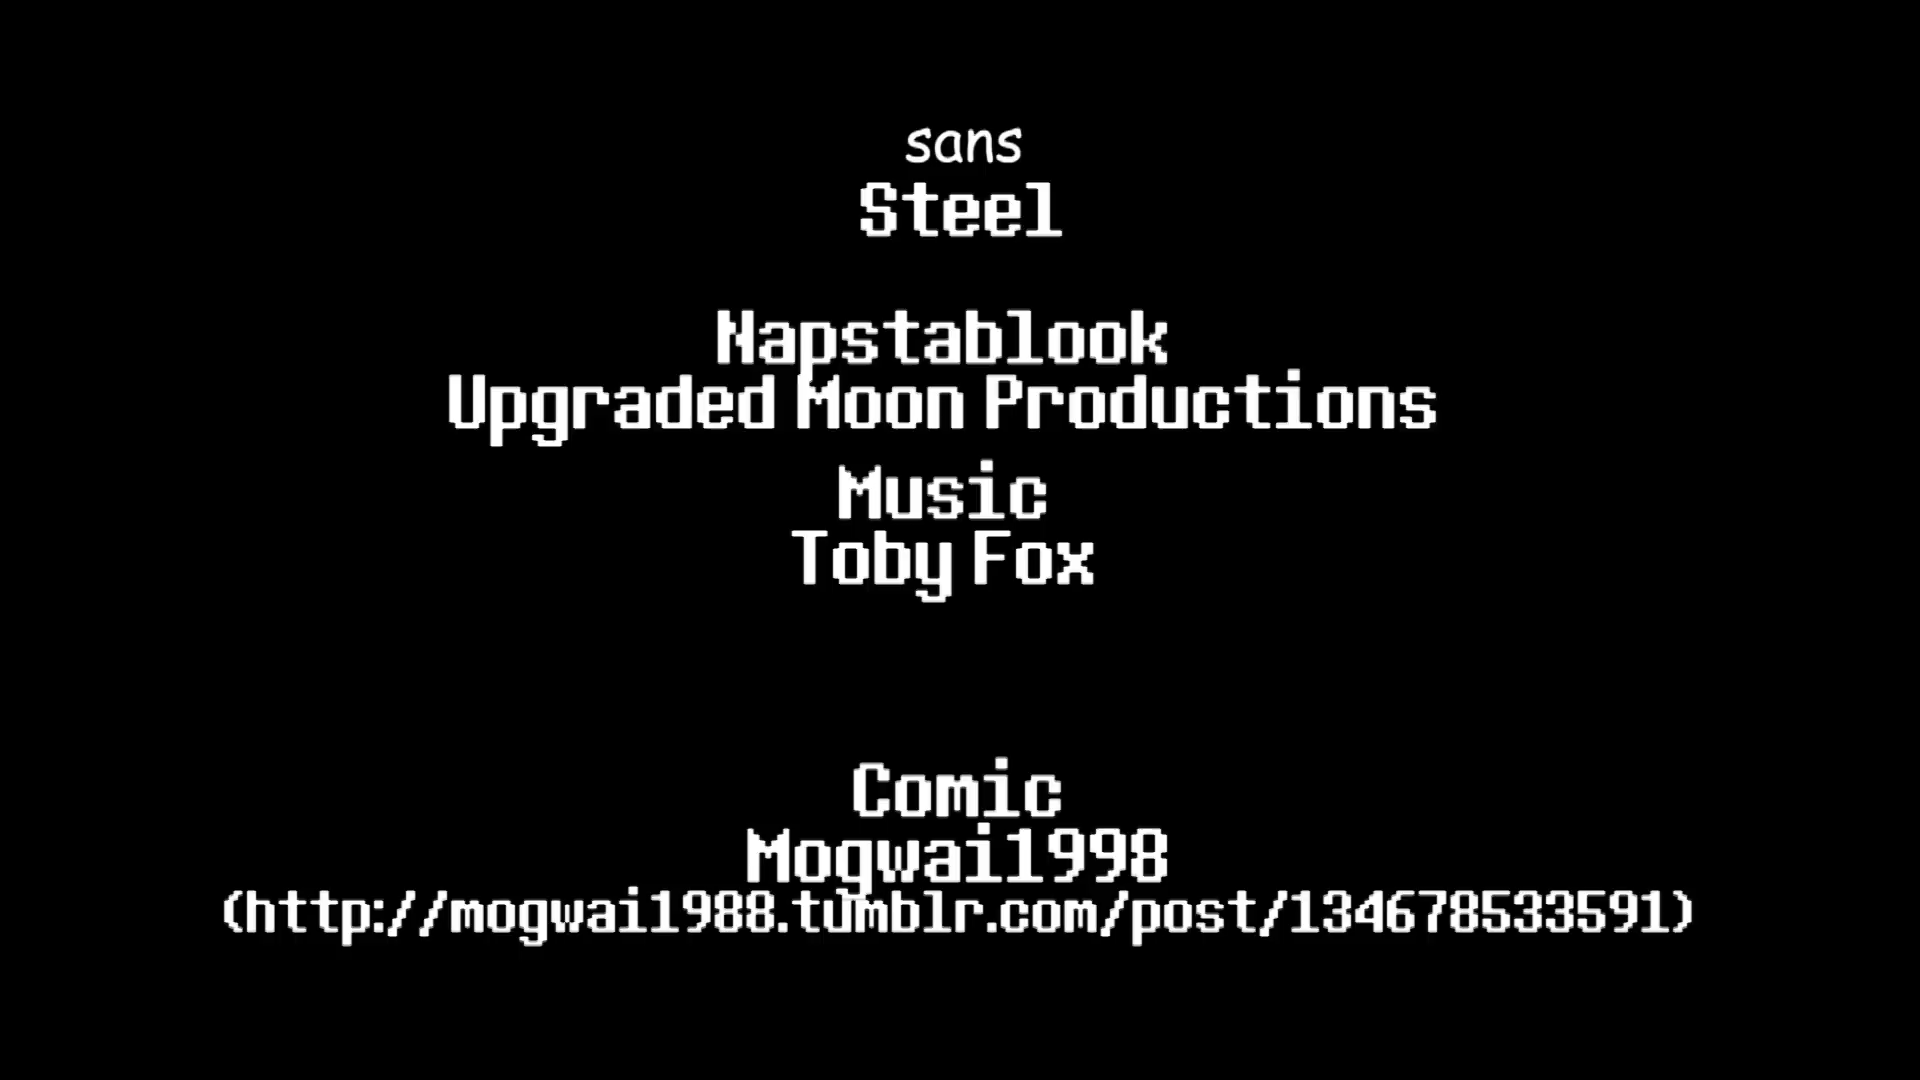 sans
Steel
Napstablook
Upgraded Moon Productions
Music
Toby Fox
Comic
Mogwai1998
(http://mogwai1988.tumblr.com/post/134678533591)